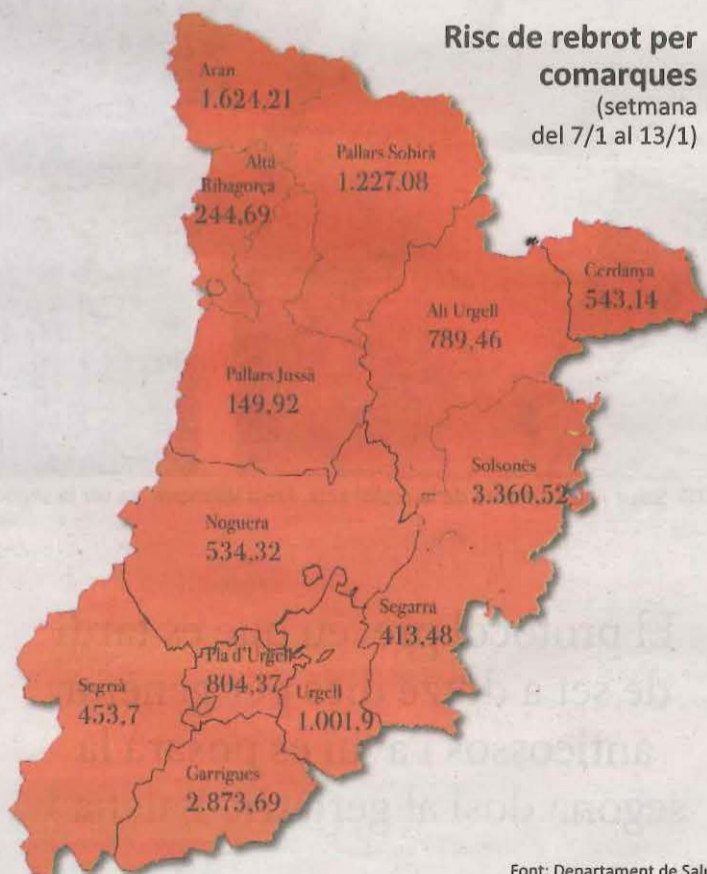 Risc de rebrot per
comarques
(setmana
del 7/1 al 13/1)
Aran
1.624,21
Pallars Sobirà
1.227,08
Alta
Ribagorça
244,69
Cerdanya
543,14
Alt Urgell
789,46
Pallars Jussà
149,92
Solsonès
3.360,52
Noguera
534,32
Segarra
413,48
Pla d'Urgell
804,37
Segrià
453,7
Urgell
1.001,9
Garrigues
2.873,69
Font: Departament de Salut